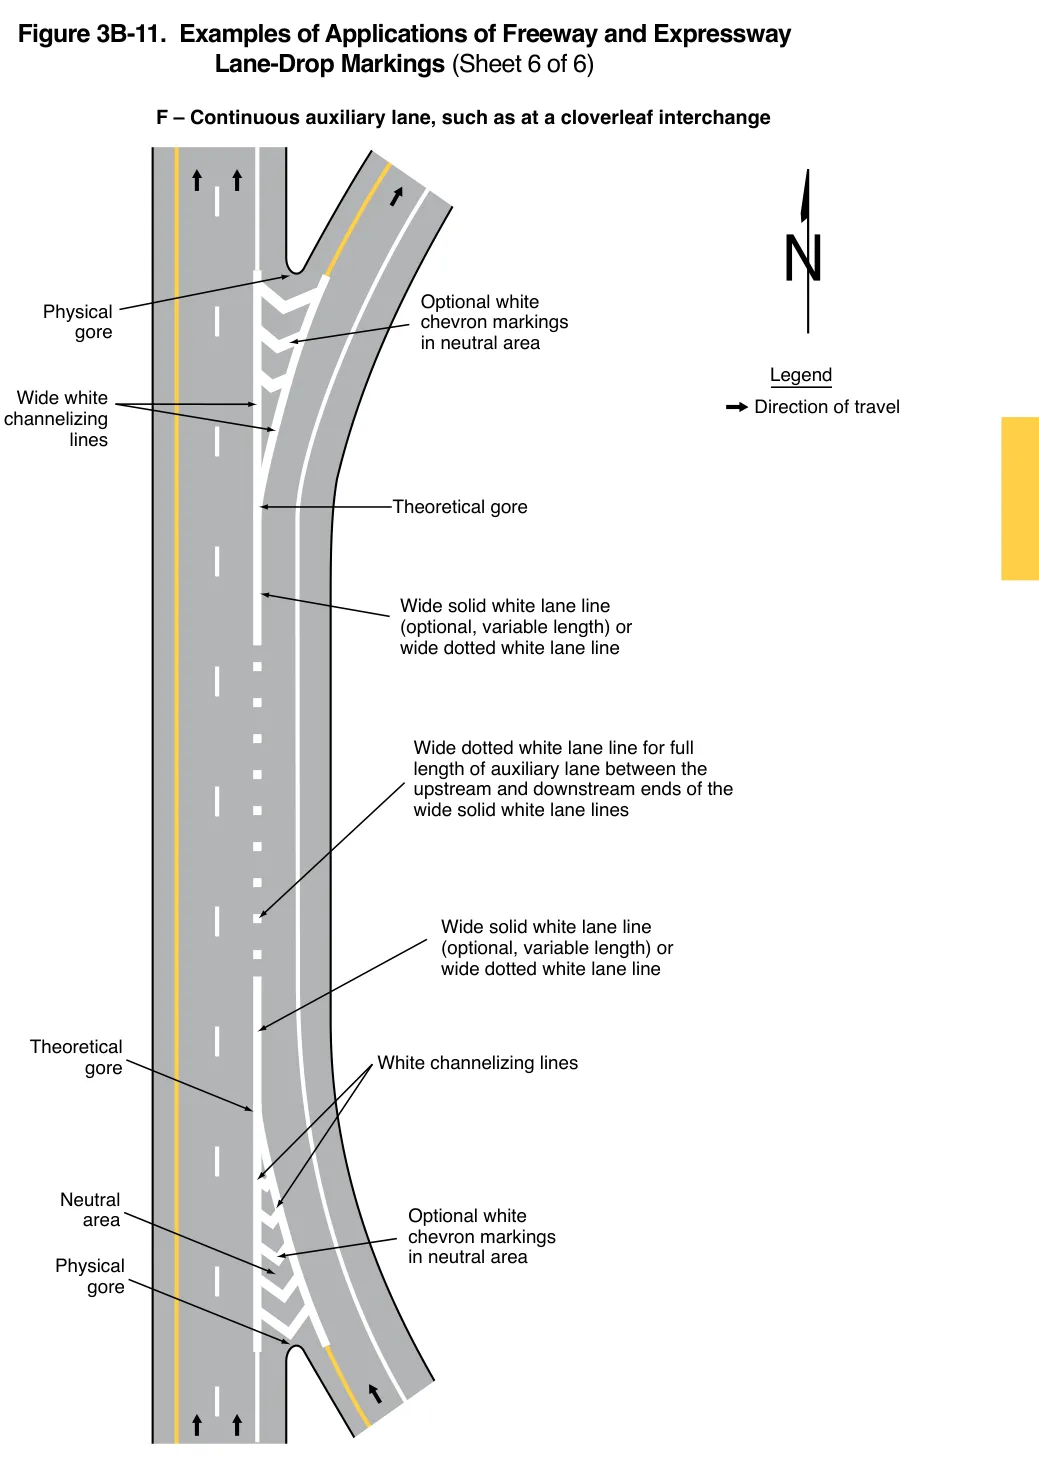 Figure 3B-11.  Examples of Applications of Freeway and Expressway
Lane-Drop Markings (Sheet 6 of 6)
F – Continuous auxiliary lane, such as at a cloverleaf interchange
N
Legend
Direction of travel
Physical
gore
Optional white
chevron markings
in neutral area
Wide white
channelizing
lines
Theoretical gore
Wide solid white lane line
(optional, variable length) or
wide dotted white lane line
Wide dotted white lane line for full
length of auxiliary lane between the
upstream and downstream ends of the
wide solid white lane lines
Wide solid white lane line
(optional, variable length) or
wide dotted white lane line
Theoretical
gore
White channelizing lines
Neutral
area
Optional white
chevron markings
in neutral area
Physical
gore